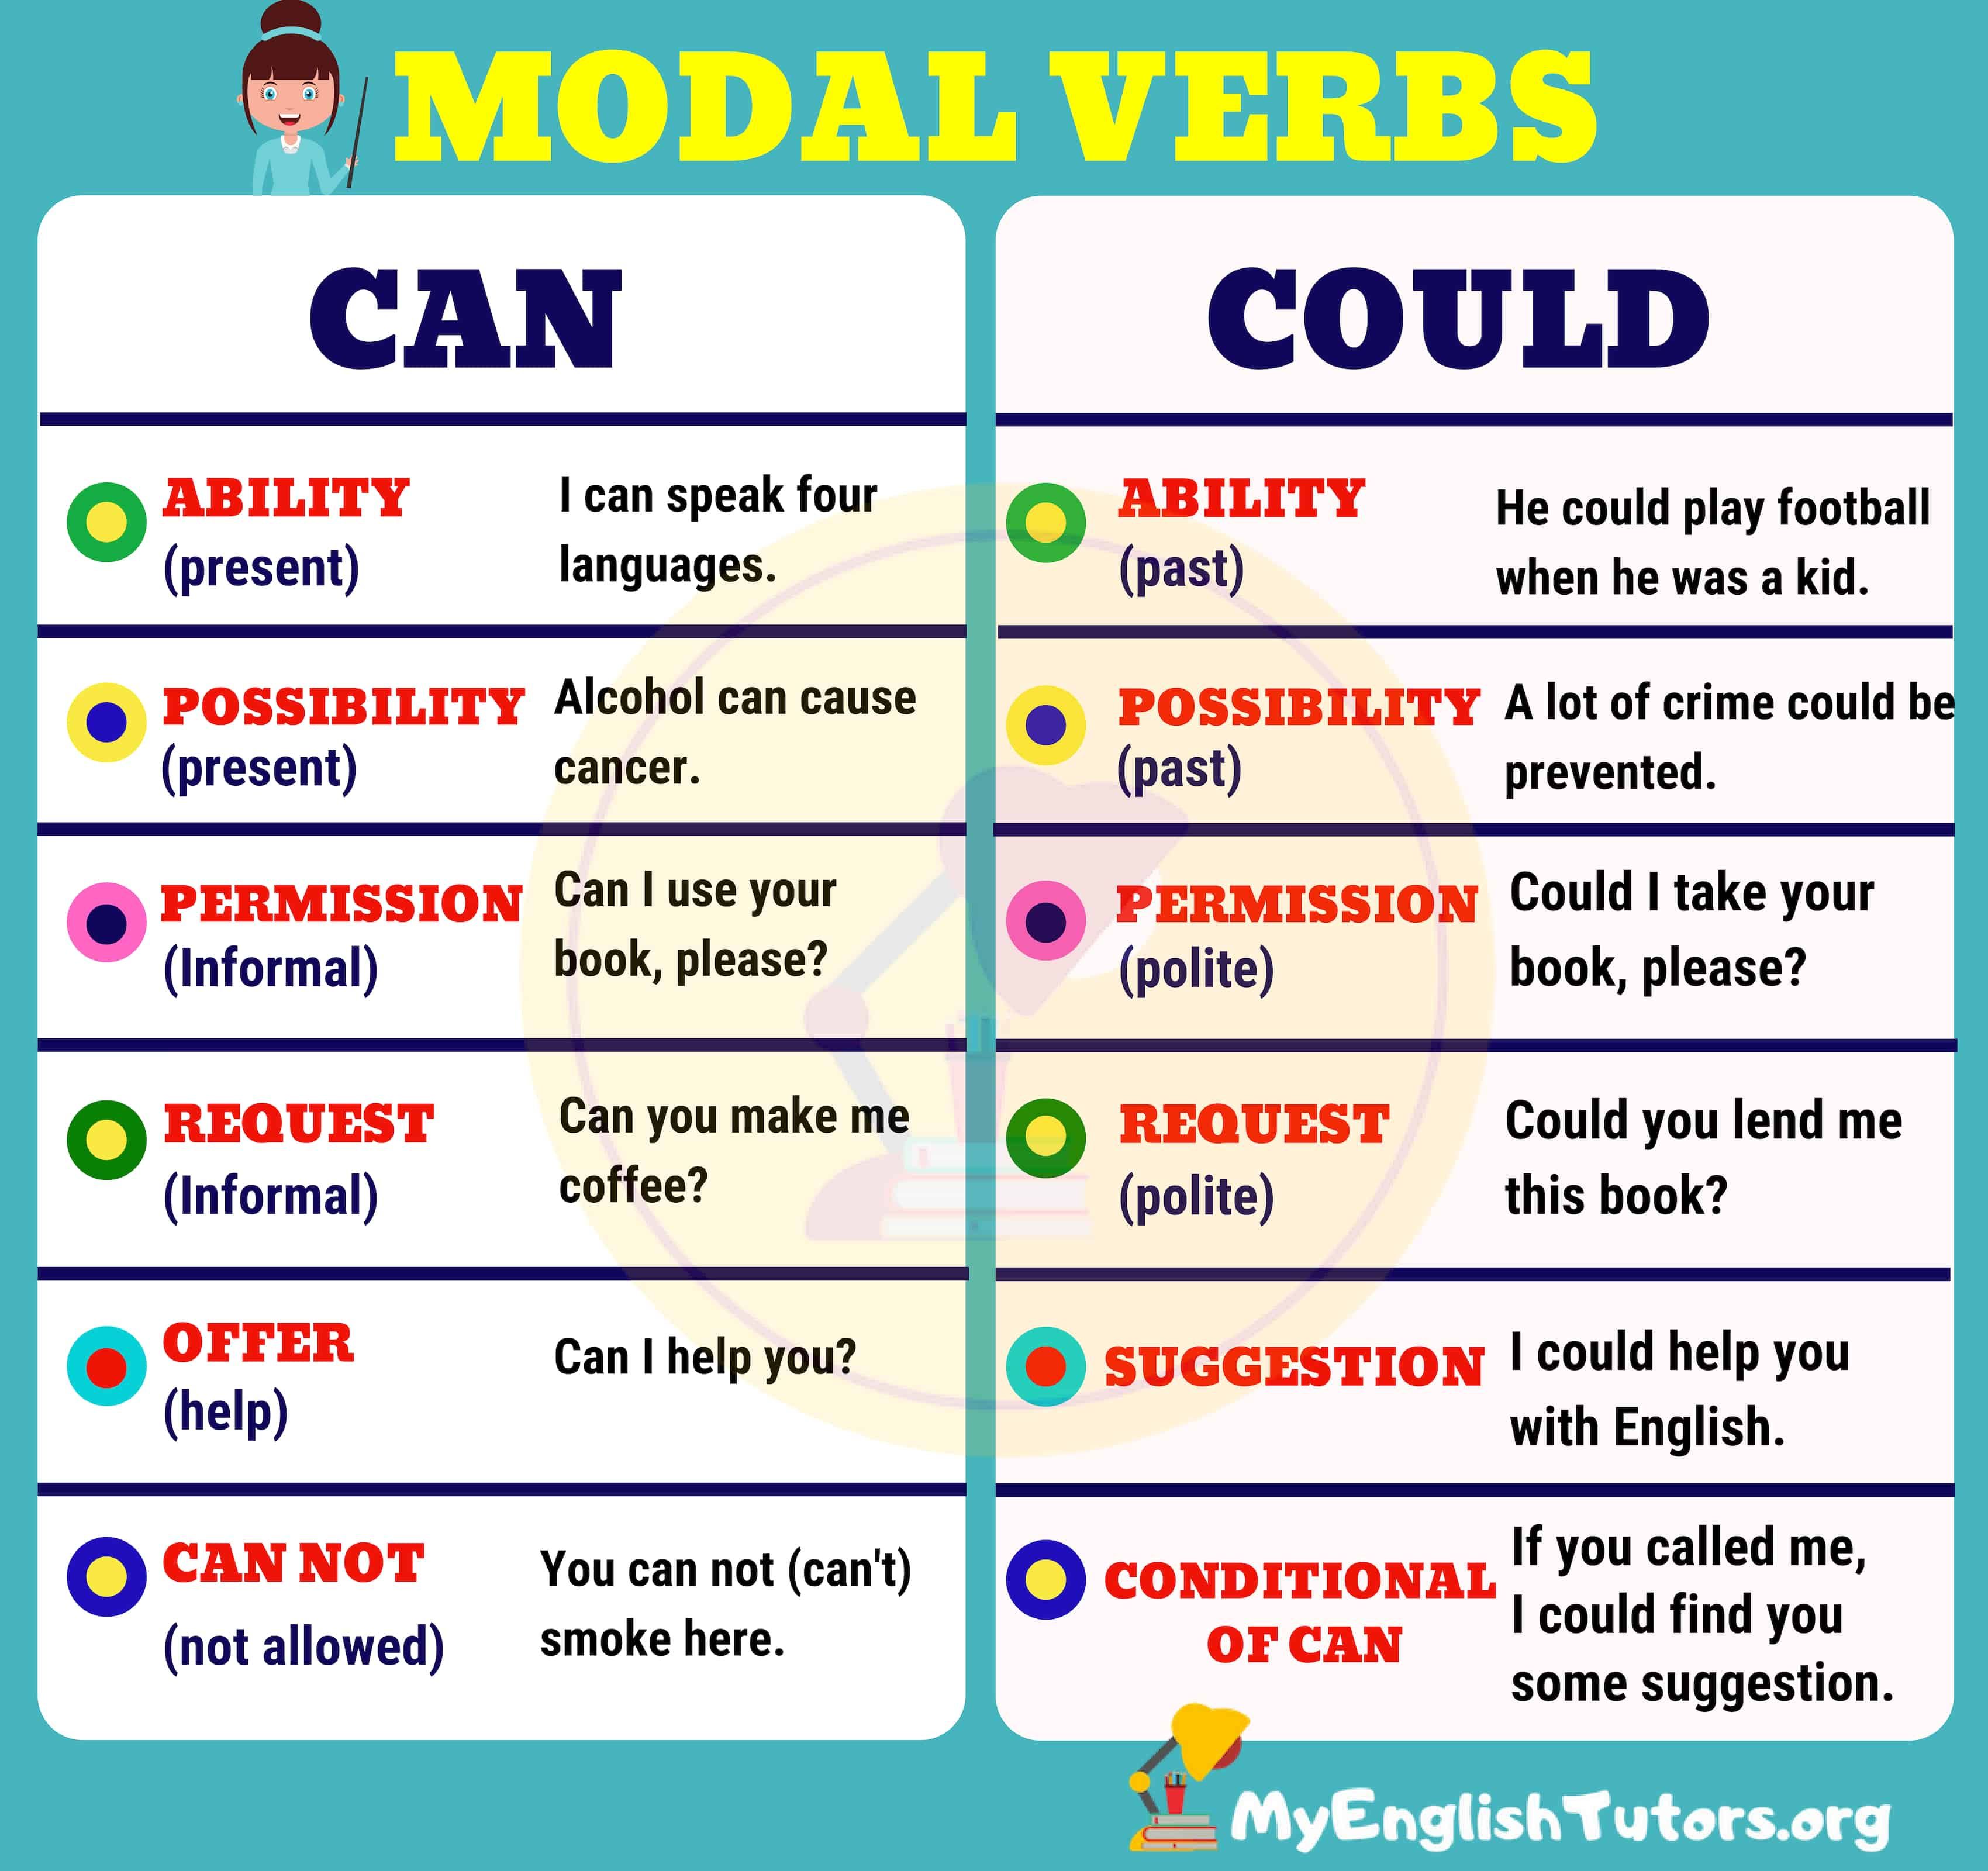 MODAL VERBS
CAN
ABILITY
(present)
I can speak four
languages.
POSSIBILITY
(present)
Alcohol can cause
cancer.
PERMISSION
(Informal)
Can I use your
book, please?
REQUEST
(Informal)
Can you make me
coffee?
OFFER
(help)
Can I help you?
CAN NOT
(not allowed)
You can not (can't)
smoke here.
COULD
ABILITY
(past)
He could play football
when he was a kid.
POSSIBILITY
(past)
A lot of crime could be
prevented.
PERMISSION
(polite)
Could I take your
book, please?
REQUEST
(polite)
Could you lend me
this book?
SUGGESTION
I could help you
with English.
CONDITIONAL
OF CAN
If you called me,
I could find you
some suggestion.
MyEnglishTutors.org